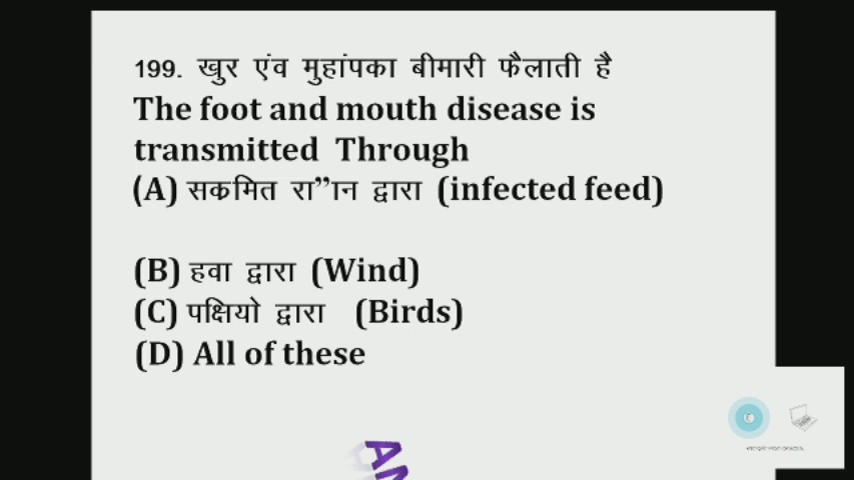 199. खुर एंव मुहांपका बीमारी फैलाती है
The foot and mouth disease is
transmitted Through
(A) सकमित रा”ान द्वारा (infected feed)
(B) हवा द्वारा (Wind)
(C) पक्षियो द्वारा (Birds)
(D) All of these